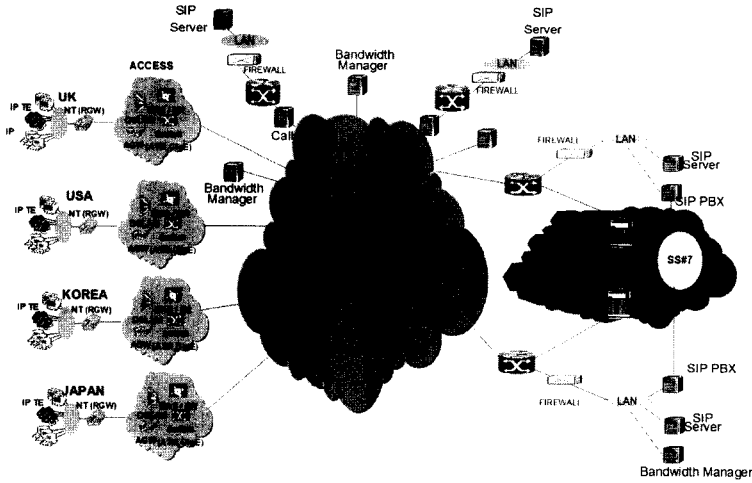 SIP
Server
LAN
FIREWALL
ACCESS
Bandwidth
Manager
SIP
Server
LAN
FIREWALL
UK
IP TE
NT (RGW)
IP
Call
Bandwidth
Manager
FIREWALL
LAN
SIP
Server
SIP PBX
USA
IP TE
NT (RGW)
SS#7
KOREA
IP TE
NT (RGW)
JAPAN
IP TE
NT (RGW)
FIREWALL
LAN
SIP PBX
SIP
Server
Bandwidth Manager